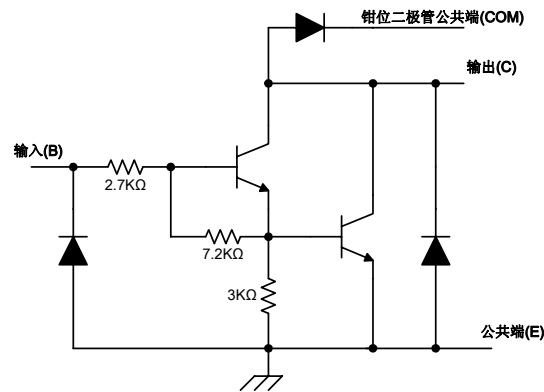 钳位二极管公共端(COM)
输出(C)
输入(B)
2.7KΩ
7.2KΩ
3KΩ
公共端(E)